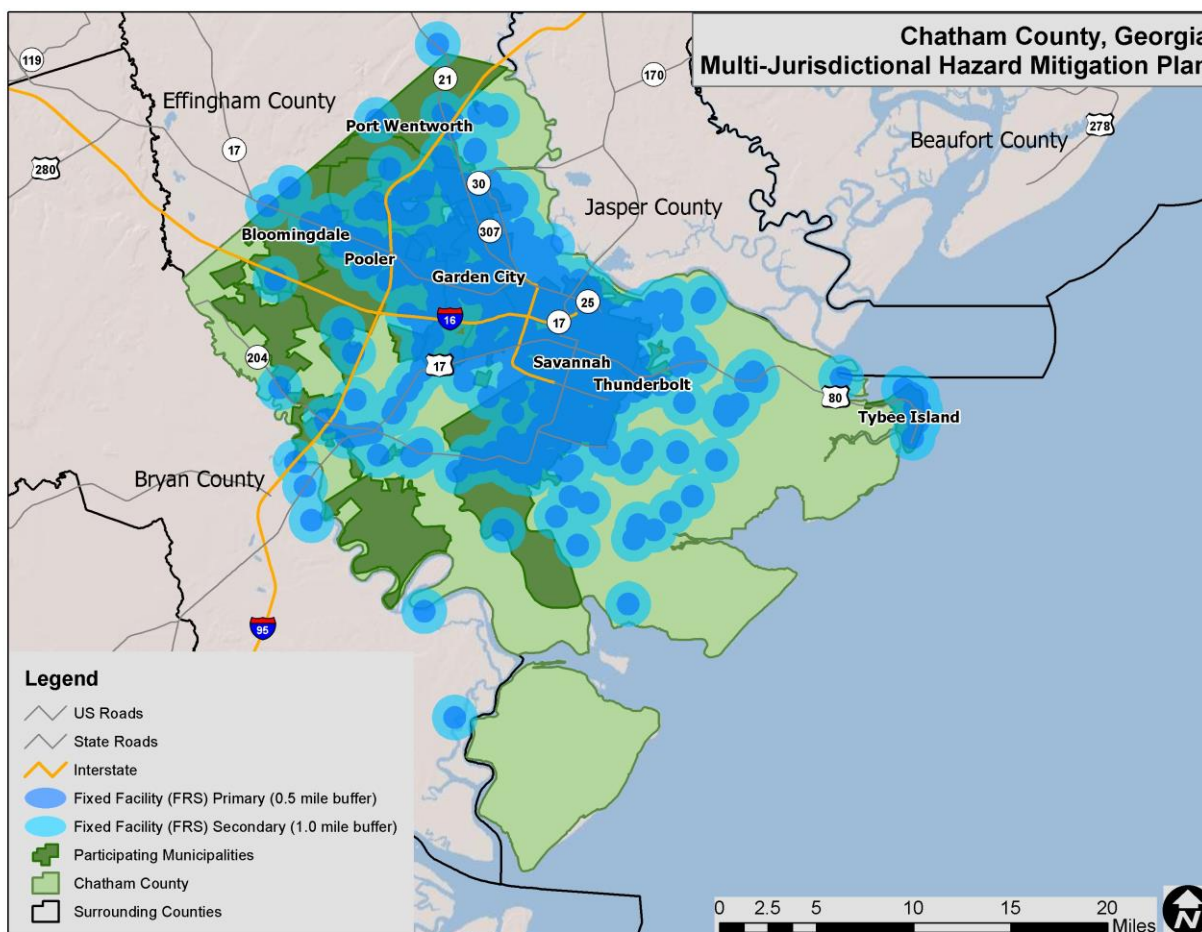 Chatham County, Georgia
Multi-Jurisdictional Hazard Mitigation Plan
119
21
170
Effingham County
278
Port Wentworth
Beaufort County
17
280
30
Jasper County
307
Bloomingdale
Pooler
Garden City
25
16
17
204
17
Savannah
Thunderbolt
80
Tybee Island
Bryan County
95
Legend
US Roads
State Roads
Interstate
Fixed Facility (FRS) Primary (0.5 mile buffer)
Fixed Facility (FRS) Secondary (1.0 mile buffer)
Participating Municipalities
Chatham County
Surrounding Counties
0 2.5 5 10 15 20
Miles
N